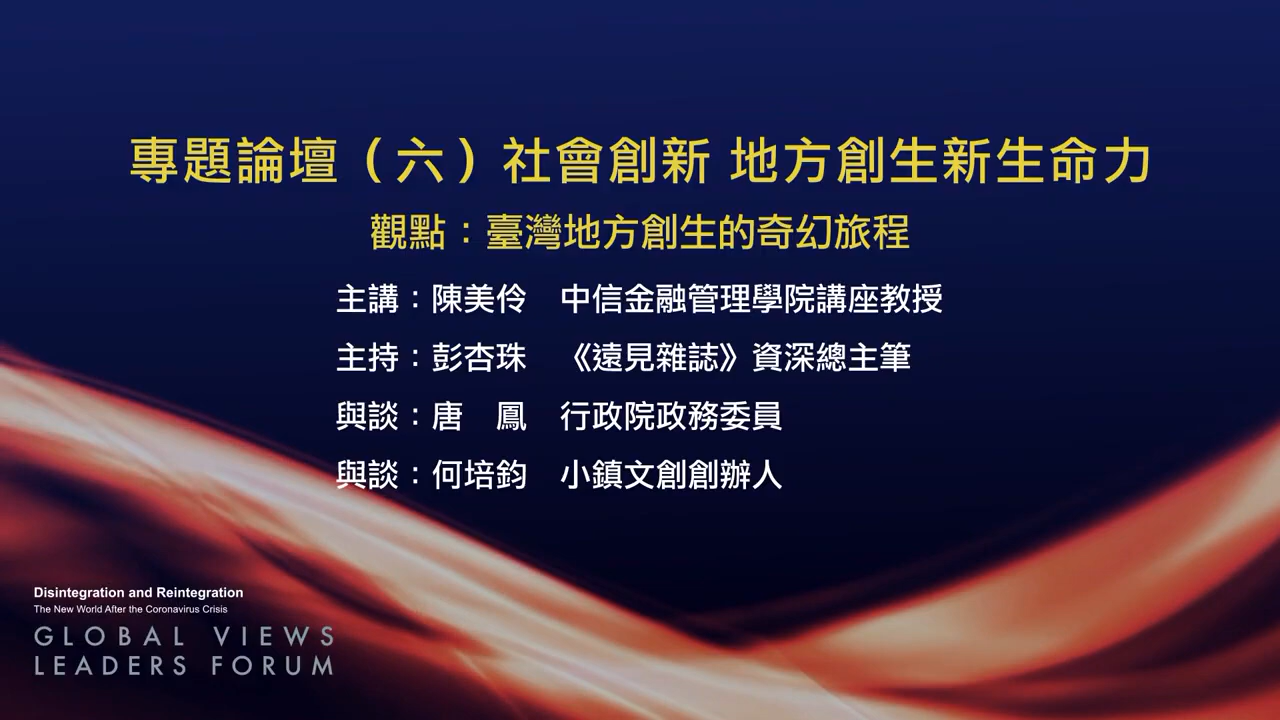 專題論壇（六）社會創新 地方創生新生命力
觀點：臺灣地方創生的奇幻旅程
主講：陳美伶　中信金融管理學院講座教授
主持：彭杏珠　《遠見雜誌》資深總主筆
與談：唐　鳳　行政院政務委員
與談：何培鈞　小鎮文創創辦人
Disintegration and Reintegration
The New World After the Coronavirus Crisis
GLOBAL VIEWS
LEADERS FORUM